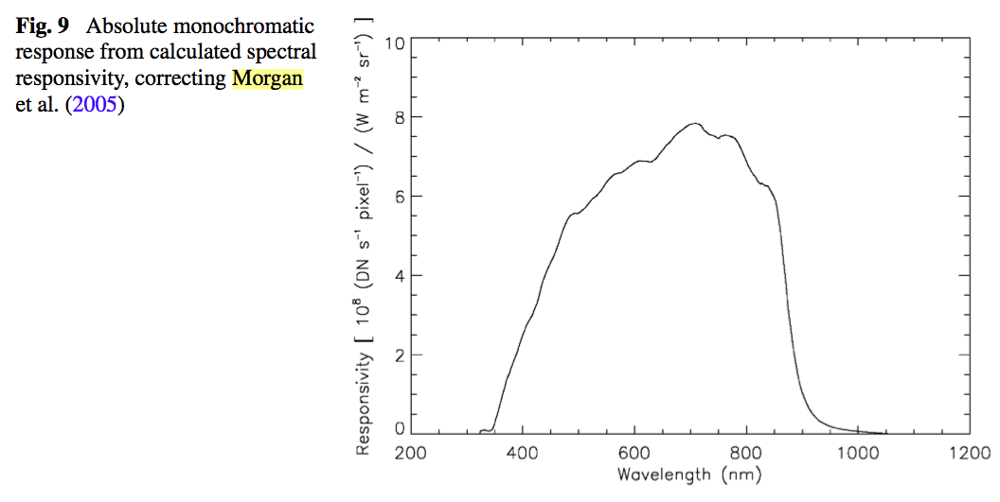 Fig. 9 Absolute monochromatic
response from calculated spectral
responsivity, correcting Morgan
et al. (2005)
Responsivity [ 10⁸ (DN s⁻¹ pixel⁻¹) / (W m⁻² sr⁻¹) ]
10
8
6
4
2
0
200 400 600 800 1000 1200
Wavelength (nm)